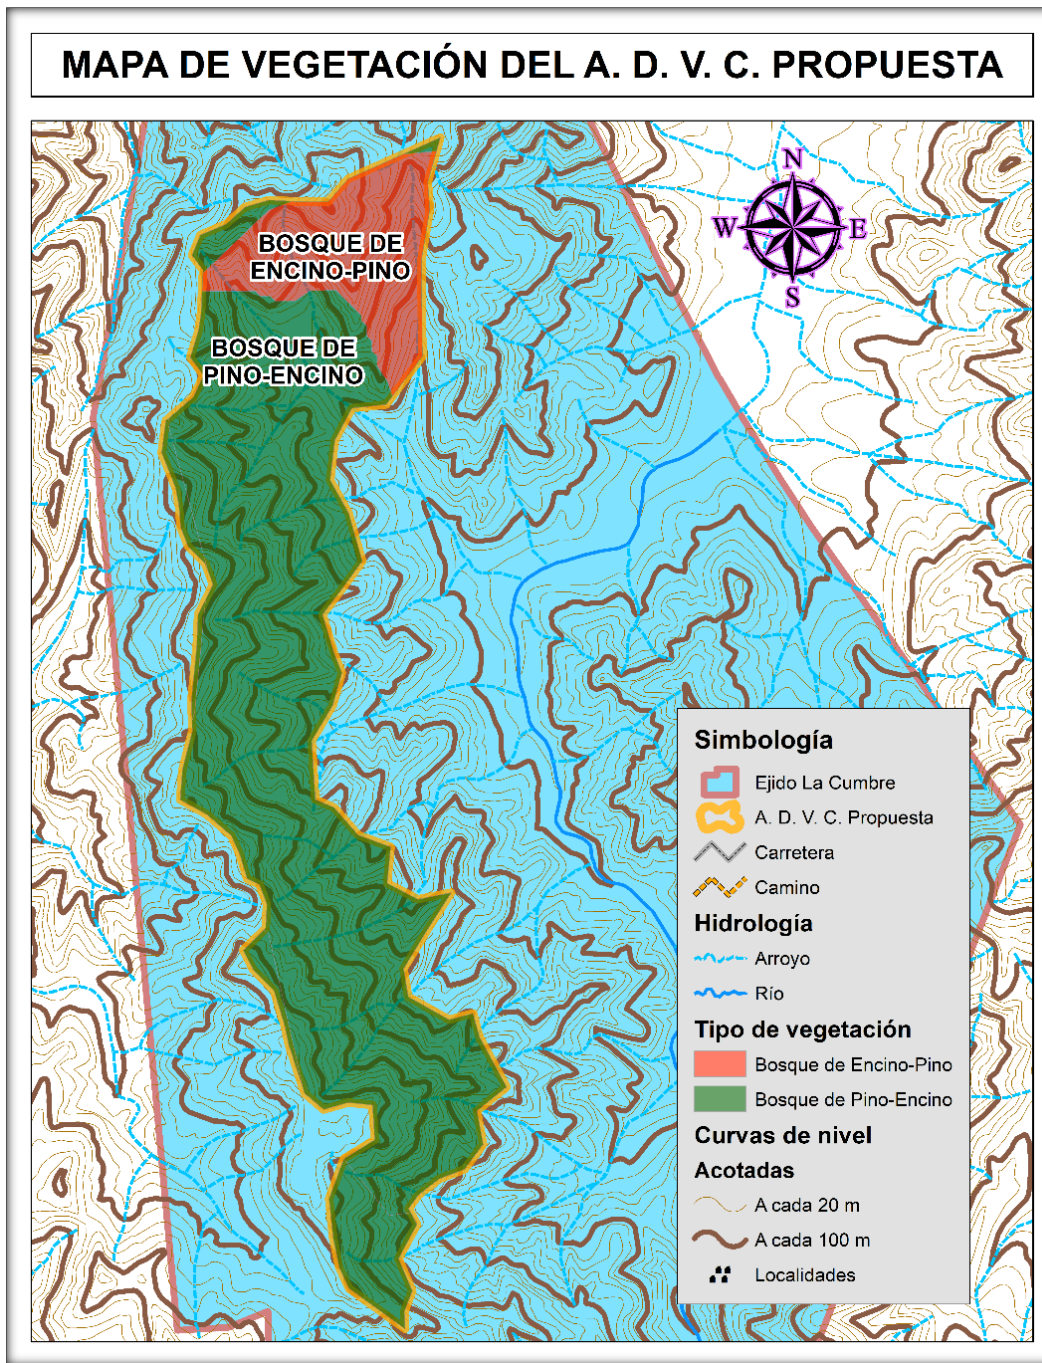 MAPA DE VEGETACIÓN DEL A. D. V. C. PROPUESTA
N
W
E
S
BOSQUE DE
ENCINO-PINO
BOSQUE DE
PINO-ENCINO
Simbología
Ejido La Cumbre
A. D. V. C. Propuesta
Carretera
Camino
Hidrología
Arroyo
Río
Tipo de vegetación
Bosque de Encino-Pino
Bosque de Pino-Encino
Curvas de nivel
Acotadas
A cada 20 m
A cada 100 m
Localidades